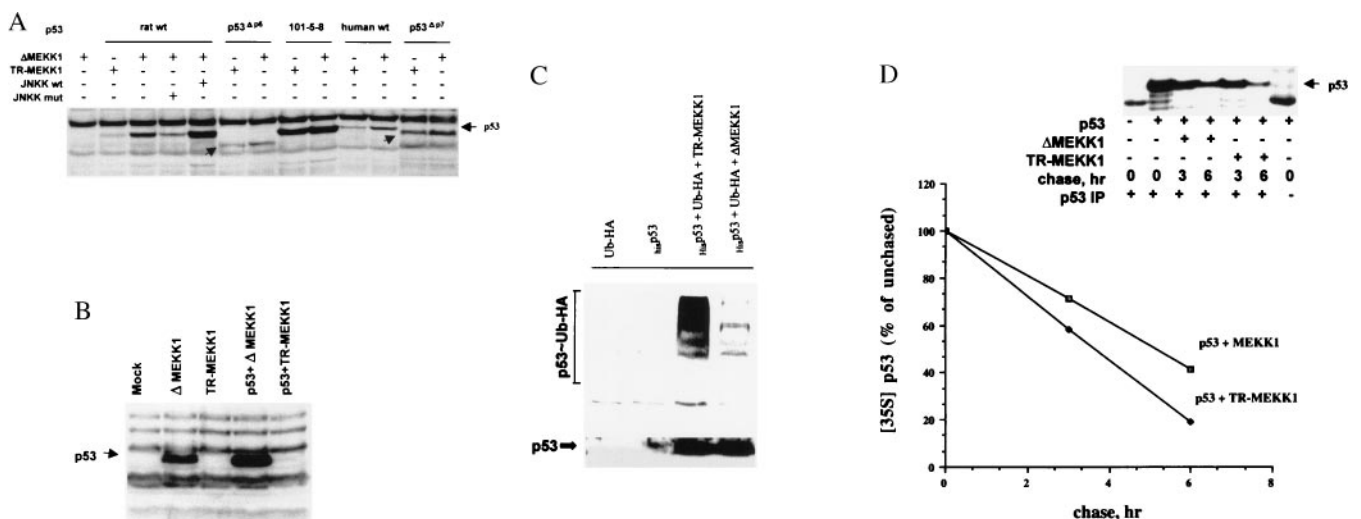 A
p53
rat wt
p53 Δp6
101-5-8
human wt
p53 Δp7
ΔMEKK1 + - + + + - + - + - + - +
TR-MEKK1 - + - - - + - + - + - + -
JNKK wt - - - - + - - - - - - - -
JNKK mut - - - + - - - - - - - - -
p53
B
Mock
Δ MEKK1
TR-MEKK1
p53+ Δ MEKK1
p53+TR-MEKK1
p53
C
Ub-HA
hisp53
Hisp53 + Ub-HA + TR-MEKK1
Hisp53 + Ub-HA + ΔMEKK1
p53~Ub-HA
p53
D
p53
p53 - + + + + + +
ΔMEKK1 + +
TR-MEKK1 + +
chase, hr 0 0 3 6 3 6 0
p53 IP + + + + + + -
120
100
80
60
40
20
0
[35S] p53 (% of unchased)
p53 + MEKK1
p53 + TR-MEKK1
0 2 4 6 8
chase, hr